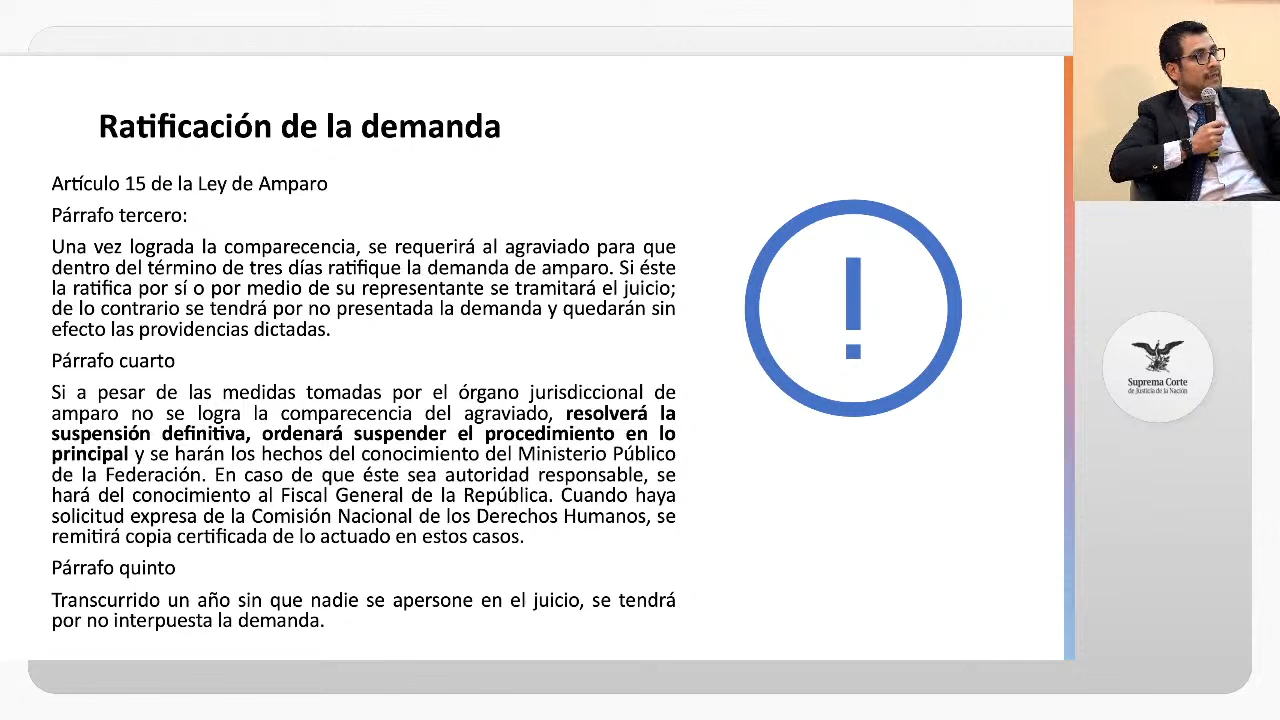 Ratificación de la demanda
Artículo 15 de la Ley de Amparo
Párrafo tercero:
Una vez lograda la comparecencia, se requerirá al agraviado para que
dentro del término de tres días ratifique la demanda de amparo. Si éste
la ratifica por sí o por medio de su representante se tramitará el juicio;
de lo contrario se tendrá por no presentada la demanda y quedarán sin
efecto las providencias dictadas.
Párrafo cuarto
Si a pesar de las medidas tomadas por el órgano jurisdiccional de
amparo no se logra la comparecencia del agraviado, resolverá la
suspensión definitiva, ordenará suspender el procedimiento en lo
principal y se harán los hechos del conocimiento del Ministerio Público
de la Federación. En caso de que éste sea autoridad responsable, se
hará del conocimiento al Fiscal General de la República. Cuando haya
solicitud expresa de la Comisión Nacional de los Derechos Humanos, se
remitirá copia certificada de lo actuado en estos casos.
Párrafo quinto
Transcurrido un año sin que nadie se apersone en el juicio, se tendrá
por no interpuesta la demanda.
!
Suprema Corte
de Justicia de la Nación